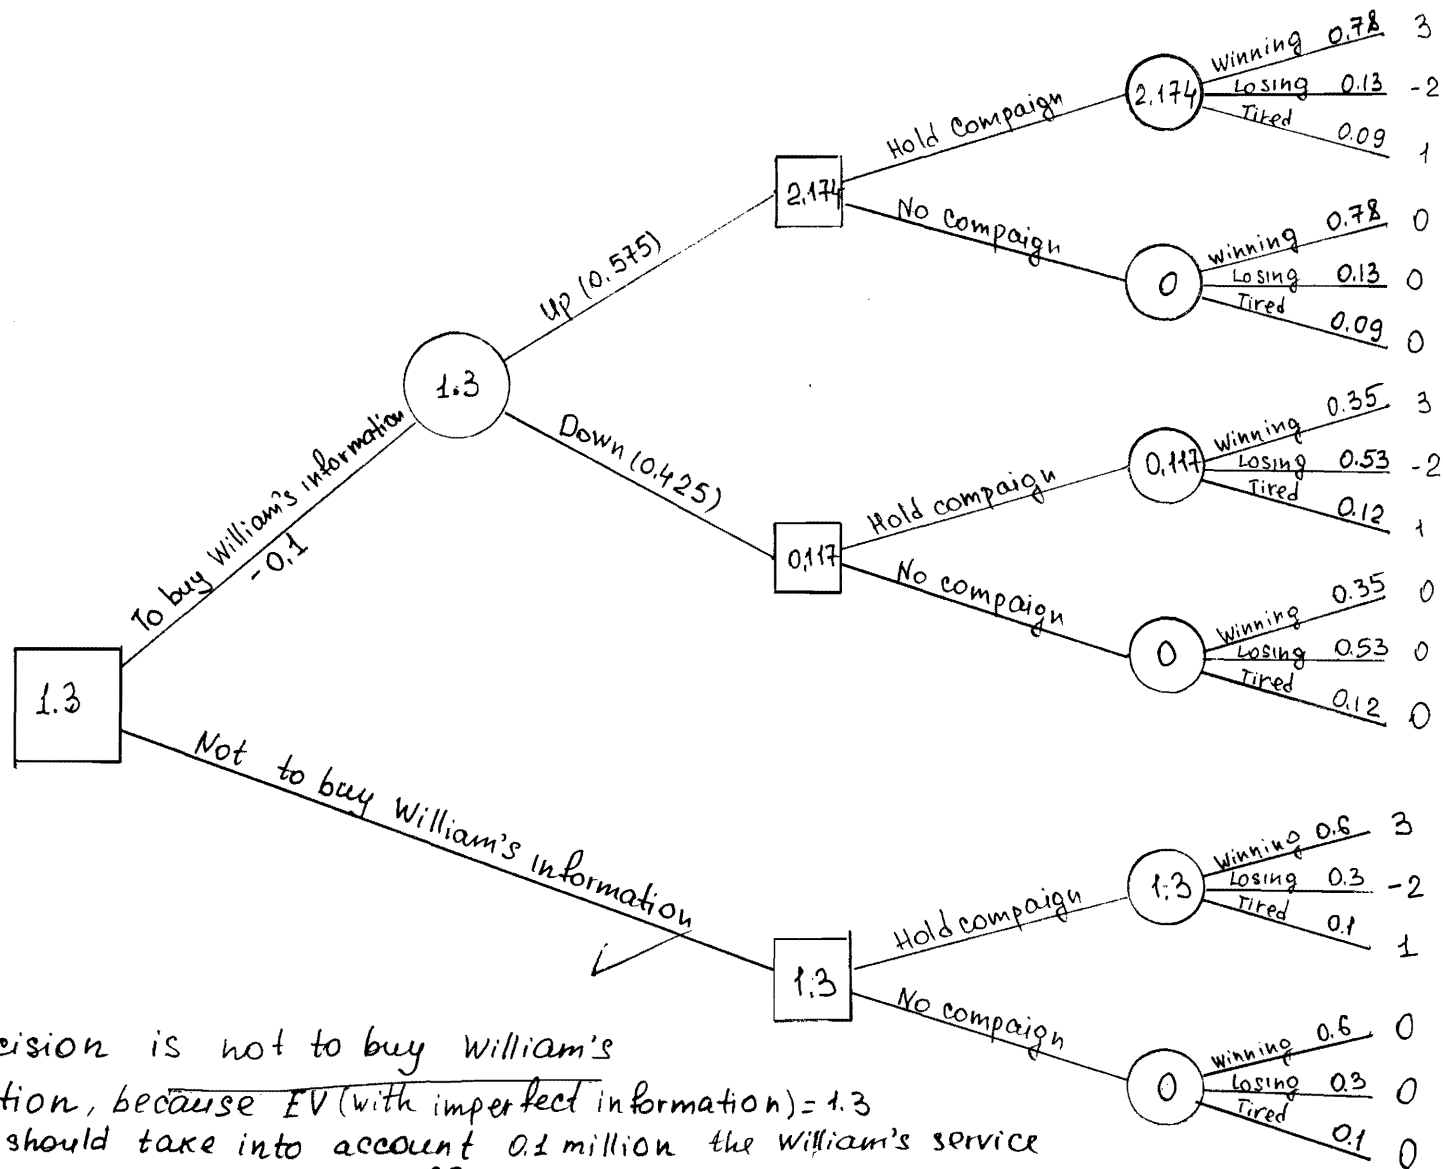 Winning 0.78 3
Losing 0.13 -2
Tired 0.09 1
Hold Compaign
2.174
2.174
No compaign
Winning 0.78 0
Losing 0.13 0
Tired 0.09 0
0
Up (0.575)
1.3
Down (0.425)
Winning 0.35 3
Losing 0.53 -2
Tired 0.12 1
Hold compaign
0,117
0,117
No compaign
Winning 0.35 0
Losing 0.53 0
Tired 0.12 0
0
To buy William's information
-0,1
1.3
Not to buy William's information
Winning 0.6 3
Losing 0.3 -2
Tired 0.1 1
Hold compaign
1.3
1.3
No compaign
Winning 0.6 0
Losing 0.3 0
Tired 0.1 0
0
cision is not to buy William's
tion, because EV (with imperfect information) = 1.3
should take into account 0.1 million the William's service